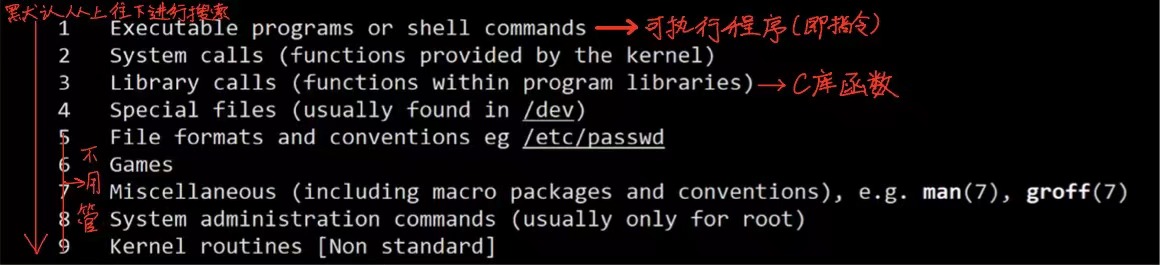 默认从上往下进行搜索
1 Executable programs or shell commands → 可执行程序(即指令)
2 System calls (functions provided by the kernel)
3 Library calls (functions within program libraries) → C库函数
4 Special files (usually found in /dev)
5 File formats and conventions eg /etc/passwd
6 Games
7 Miscellaneous (including macro packages and conventions), e.g. man(7), groff(7)
8 System administration commands (usually only for root)
9 Kernel routines [Non standard]
不用管